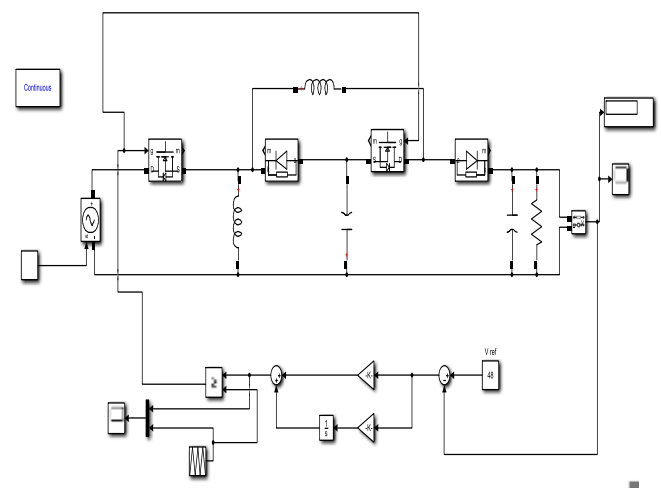 Continuous
g
m
D
S
m
m
g
S
D
m
+
s
-
V ref
48
≥
+
+
-K-
+
-
1
s
-K-